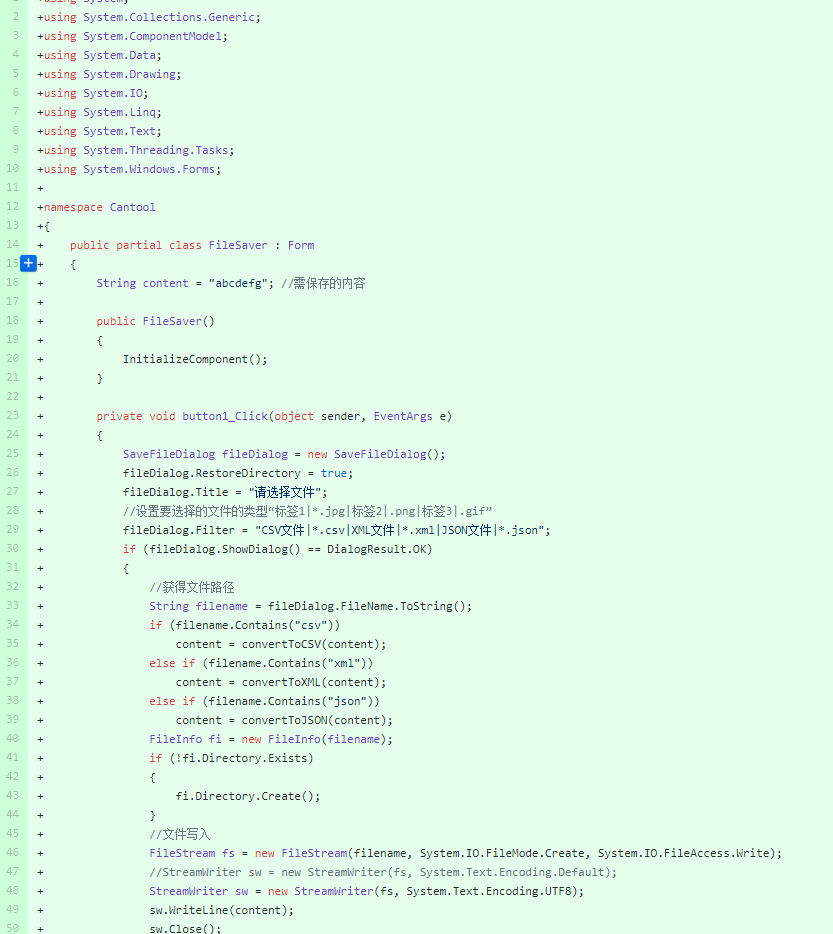 using System;
2 +using System.Collections.Generic;
3 +using System.ComponentModel;
4 +using System.Data;
5 +using System.Drawing;
6 +using System.IO;
7 +using System.Linq;
8 +using System.Text;
9 +using System.Threading.Tasks;
10 +using System.Windows.Forms;
11 +
12 +namespace Cantool
13 +{
14 +    public partial class FileSaver : Form
15 +    {
16 +        String content = "abcdefg"; //需保存的内容
17 +
18 +        public FileSaver()
19 +        {
20 +            InitializeComponent();
21 +        }
22 +
23 +        private void button1_Click(object sender, EventArgs e)
24 +        {
25 +            SaveFileDialog fileDialog = new SaveFileDialog();
26 +            fileDialog.RestoreDirectory = true;
27 +            fileDialog.Title = "请选择文件";
28 +            //设置要选择的文件的类型“标签1|*.jpg|标签2|.png|标签3|.gif”
29 +            fileDialog.Filter = "CSV文件|*.csv|XML文件|*.xml|JSON文件|*.json";
30 +            if (fileDialog.ShowDialog() == DialogResult.OK)
31 +            {
32 +                //获得文件路径
33 +                String filename = fileDialog.FileName.ToString();
34 +                if (filename.Contains("csv"))
35 +                    content = convertToCSV(content);
36 +                else if (filename.Contains("xml"))
37 +                    content = convertToXML(content);
38 +                else if (filename.Contains("json"))
39 +                    content = convertToJSON(content);
40 +                FileInfo fi = new FileInfo(filename);
41 +                if (!fi.Directory.Exists)
42 +                {
43 +                    fi.Directory.Create();
44 +                }
45 +                //文件写入
46 +                FileStream fs = new FileStream(filename, System.IO.FileMode.Create, System.IO.FileAccess.Write);
47 +                //StreamWriter sw = new StreamWriter(fs, System.Text.Encoding.Default);
48 +                StreamWriter sw = new StreamWriter(fs, System.Text.Encoding.UTF8);
49 +                sw.WriteLine(content);
50 +                sw.Close();